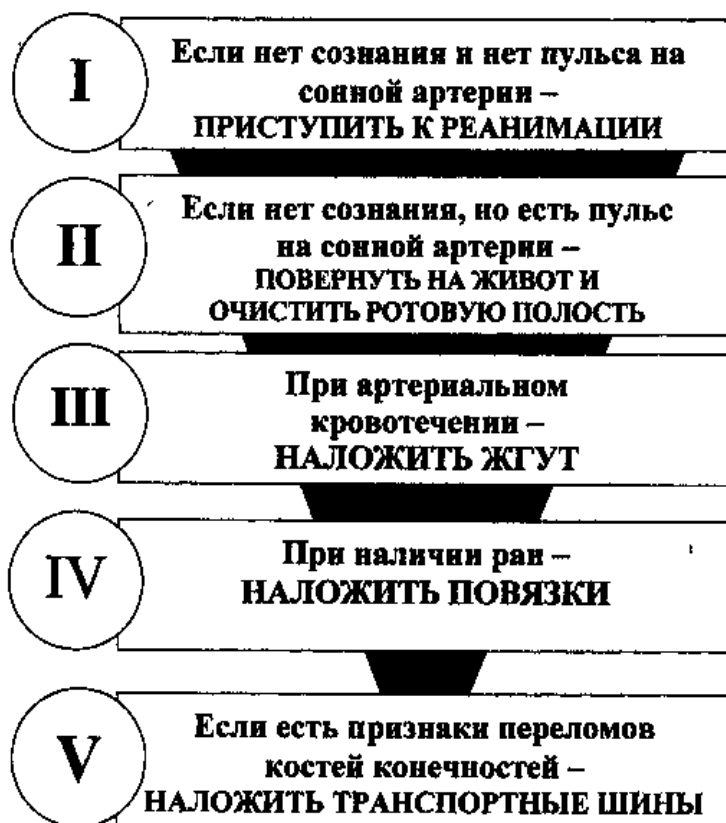 I
Если нет сознания и нет пульса на
сонной артерии –
ПРИСТУПИТЬ К РЕАНИМАЦИИ
II
Если нет сознания, но есть пульс
на сонной артерии –
ПОВЕРНУТЬ НА ЖИВОТ И
ОЧИСТИТЬ РОТОВУЮ ПОЛОСТЬ
III
При артериальном
кровотечении –
НАЛОЖИТЬ ЖГУТ
IV
При наличии ран –
НАЛОЖИТЬ ПОВЯЗКИ
V
Если есть признаки переломов
костей конечностей –
НАЛОЖИТЬ ТРАНСПОРТНЫЕ ШИНЫ